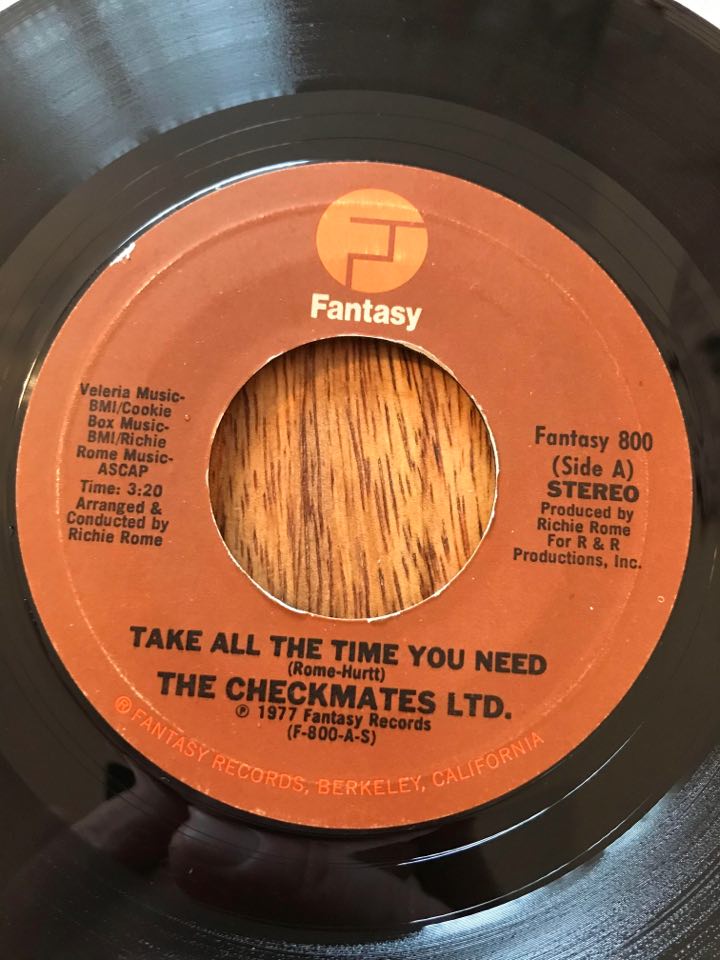 Fantasy
Veleria Music-
BMI/Cookie
Box Music-
BMI/Richie
Rome Music-
ASCAP
Time: 3:20
Arranged &
Conducted by
Richie Rome
Fantasy 800
(Side A)
STEREO
Produced by
Richie Rome
For R & R
Productions, Inc.
TAKE ALL THE TIME YOU NEED
(Rome-Hurtt)
THE CHECKMATES LTD.
℗ 1977 Fantasy Records
(F-800-A-S)
® FANTASY RECORDS, BERKELEY, CALIFORNIA